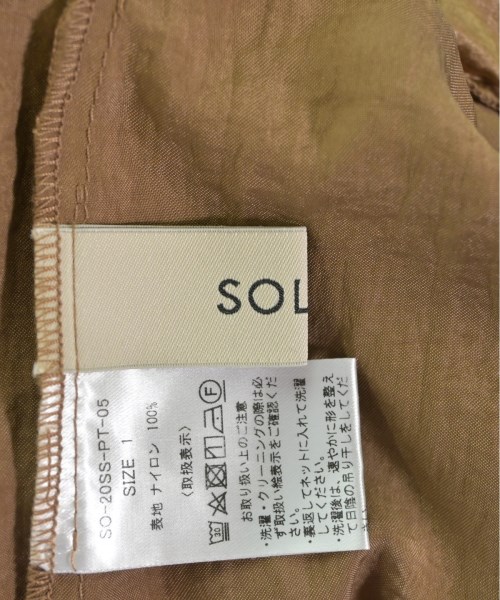 SOL
SO-20SS-PT-05
SIZE 1
表地 ナイロン 100%
〈取扱表示〉
30
F
お取り扱い上のご注意
・洗濯・クリーニングの際は必
ず取扱い絵表示をご確認くだ
さい。
・裏返してネットに入れて洗濯
してください。
・洗濯後は、速やかに形を整え
て日陰の吊り干しをしてくだ
さい